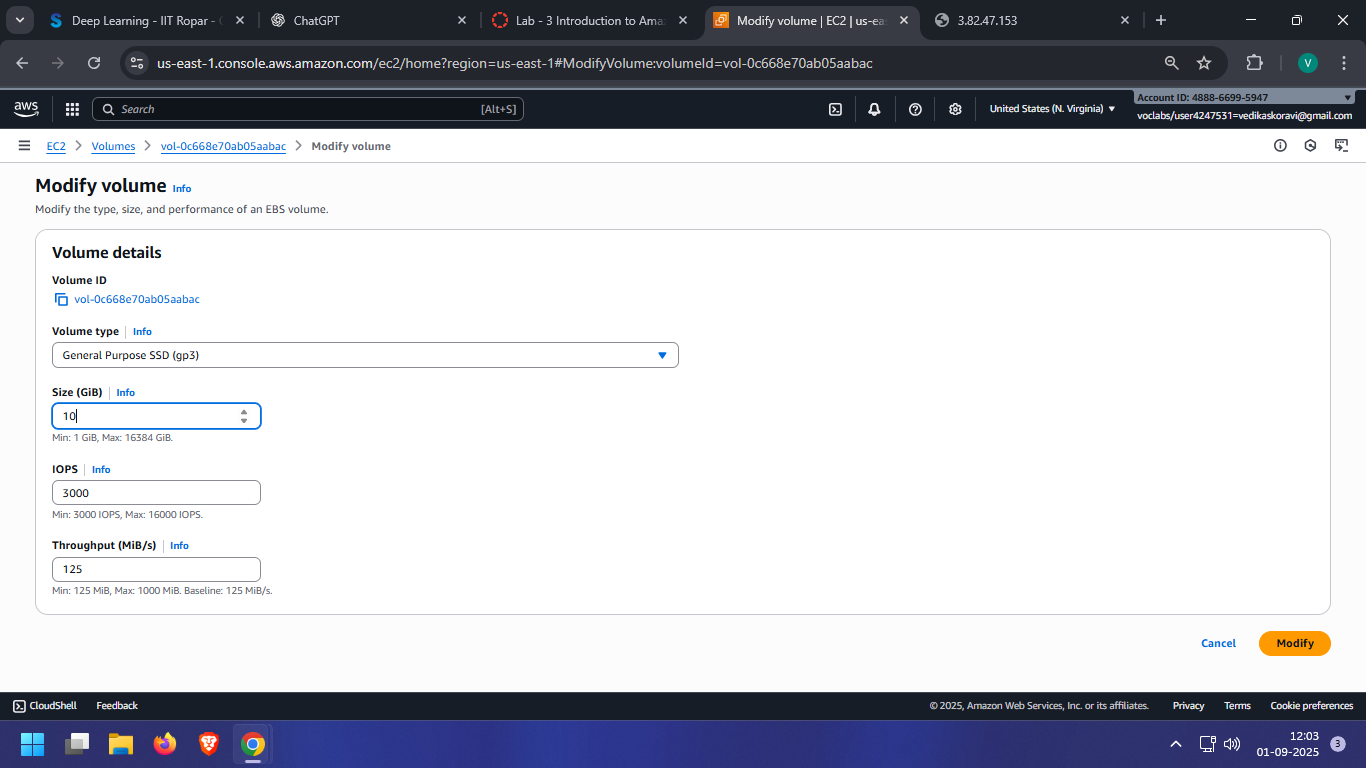 Deep Learning - IIT Ropar - 
ChatGPT
Lab - 3 Introduction to Ama
Modify volume | EC2 | us-eas
3.82.47.153
us-east-1.console.aws.amazon.com/ec2/home?region=us-east-1#ModifyVolume:volumeId=vol-0c668e70ab05aabac
V
aws
Search
[Alt+S]
United States (N. Virginia)
Account ID: 4888-6699-5947
voclabs/user4247531=vedikaskoravi@gmail.com
EC2
Volumes
vol-0c668e70ab05aabac
Modify volume
Modify volume Info
Modify the type, size, and performance of an EBS volume.
Volume details
Volume ID
vol-0c668e70ab05aabac
Volume type Info
General Purpose SSD (gp3)
Size (GiB) Info
10
Min: 1 GiB, Max: 16384 GiB.
IOPS Info
3000
Min: 3000 IOPS, Max: 16000 IOPS.
Throughput (MiB/s) Info
125
Min: 125 MiB, Max: 1000 MiB. Baseline: 125 MiB/s.
Cancel
Modify
CloudShell
Feedback
© 2025, Amazon Web Services, Inc. or its affiliates.
Privacy
Terms
Cookie preferences
12:03
01-09-2025
3